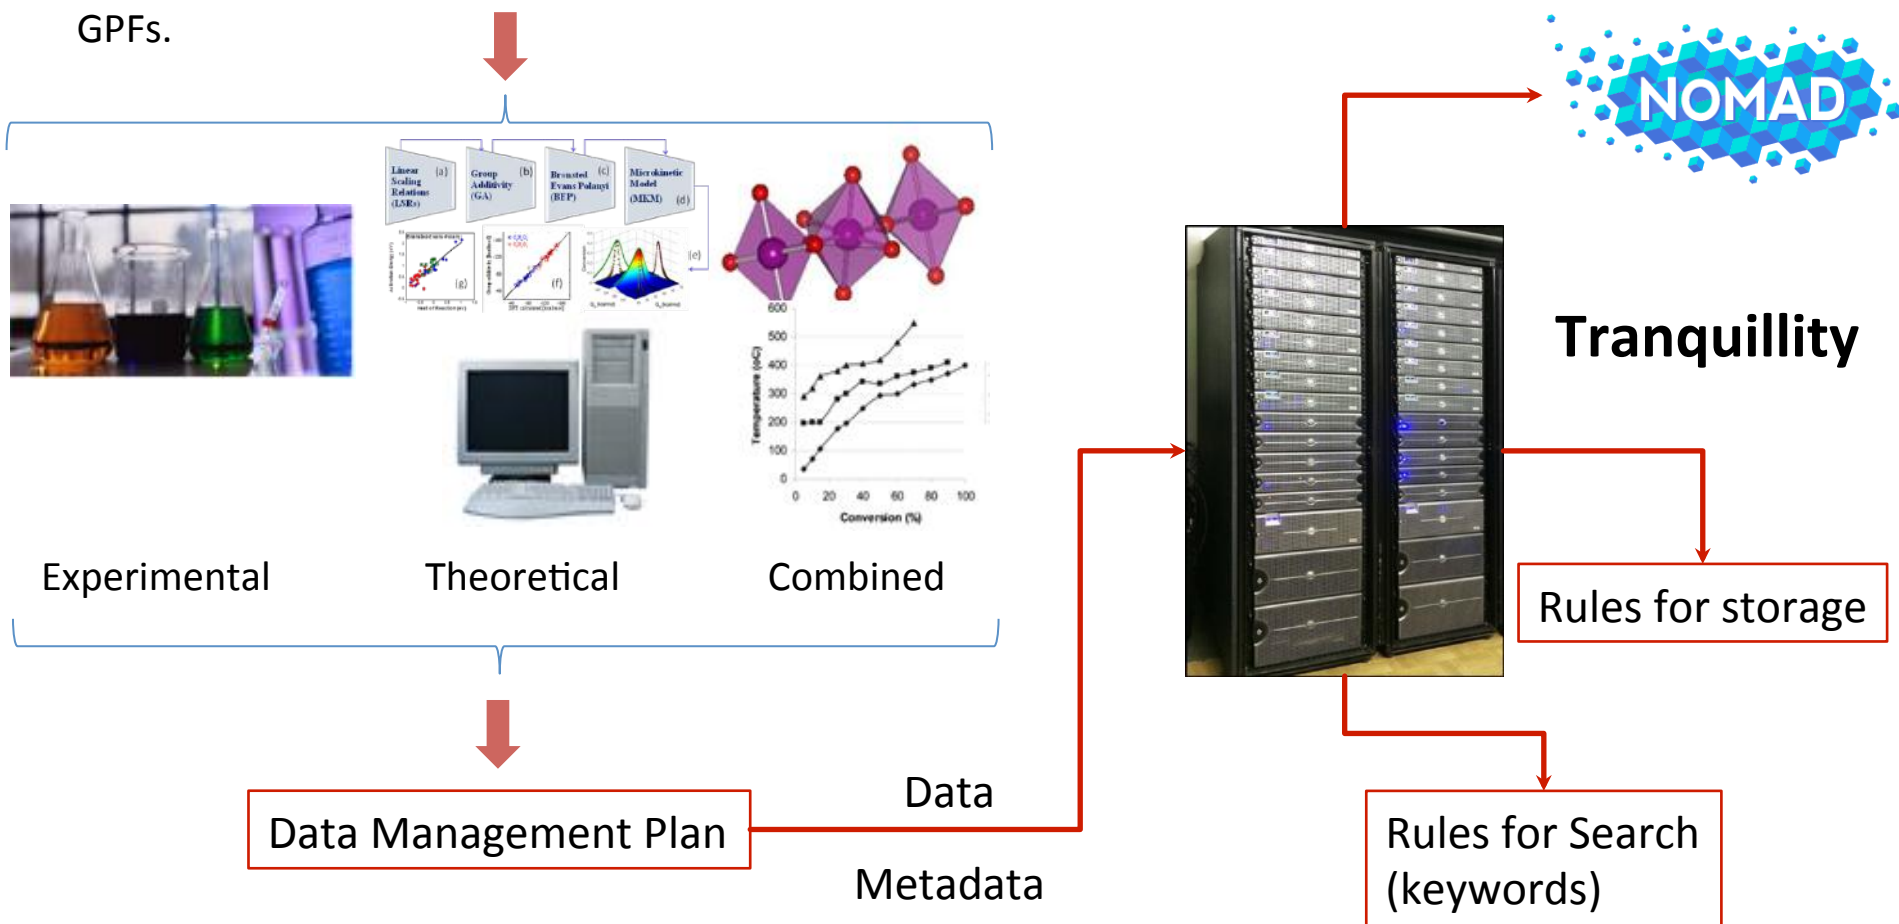 GPFs.
NOMAD
Linear
Scaling
Relations
(LSRs)
(a)
Group
Additivity
(GA)
(b)
Bronsted
Evans Polanyi
(BEP)
(c)
Microkinetic
Model
(MKM)
(d)
(e)
(g)
(f)
Temperature (oC)
600
500
400
300
200
100
0
0 20 40 60 80 100
Conversion (%)
Tranquillity
Experimental
Theoretical
Combined
Rules for storage
Data
Data Management Plan
Metadata
Rules for Search
(keywords)